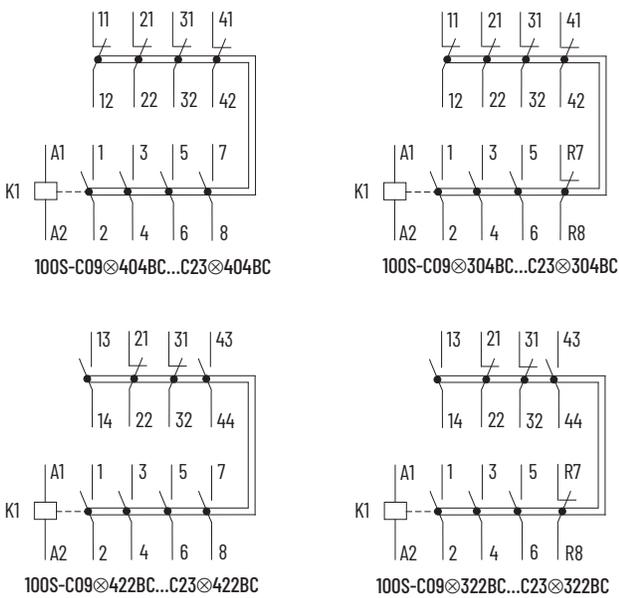 11 21 31 41
12 22 32 42
A1 1 3 5 7
K1
A2 2 4 6 8
100S-C09⊗404BC...C23⊗404BC
11 21 31 41
12 22 32 42
A1 1 3 5 R7
K1
A2 2 4 6 R8
100S-C09⊗304BC...C23⊗304BC
13 21 31 43
14 22 32 44
A1 1 3 5 7
K1
A2 2 4 6 8
100S-C09⊗422BC...C23⊗422BC
13 21 31 43
14 22 32 44
A1 1 3 5 R7
K1
A2 2 4 6 R8
100S-C09⊗322BC...C23⊗322BC